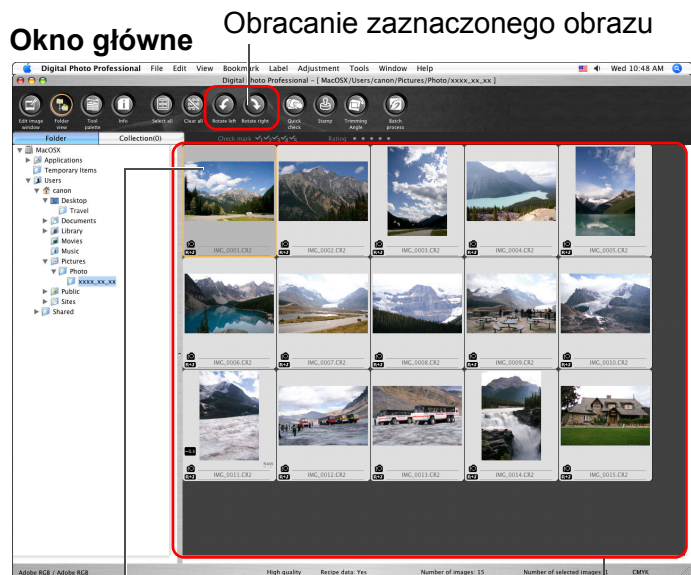 Obracanie zaznaczonego obrazu
Okno główne
Digital Photo Professional File Edit View Bookmark Label Adjustment Tools Window Help Wed 10:48 AM
Digital Photo Professional – [ MacOSX/Users/canon/Pictures/Photo/xxxx_xx_xx ]
Edit image window
Folder view
Tool palette
Info
Select all
Clear all
Rotate left
Rotate right
Quick check
Stamp
Trimming Angle
Batch process
Folder
Collection(0)
Check mark
Rating
MacOSX
Applications
Temporary Items
Users
canon
Desktop
Travel
Documents
Library
Movies
Music
Pictures
Photo
xxxx_xx_xx
Public
Sites
Shared
IMG_0001.CR2
IMG_0002.CR2
IMG_0003.CR2
IMG_0004.CR2
IMG_0005.CR2
IMG_0006.CR2
IMG_0007.CR2
IMG_0008.CR2
IMG_0009.CR2
IMG_0010.CR2
RAW
IMG_0011.CR2
IMG_0012.CR2
IMG_0013.CR2
IMG_0014.CR2
IMG_0015.CR2
Adobe RGB / Adobe RGB
High quality
Recipe data: Yes
Number of images: 15
Number of selected images: 1
CMYK